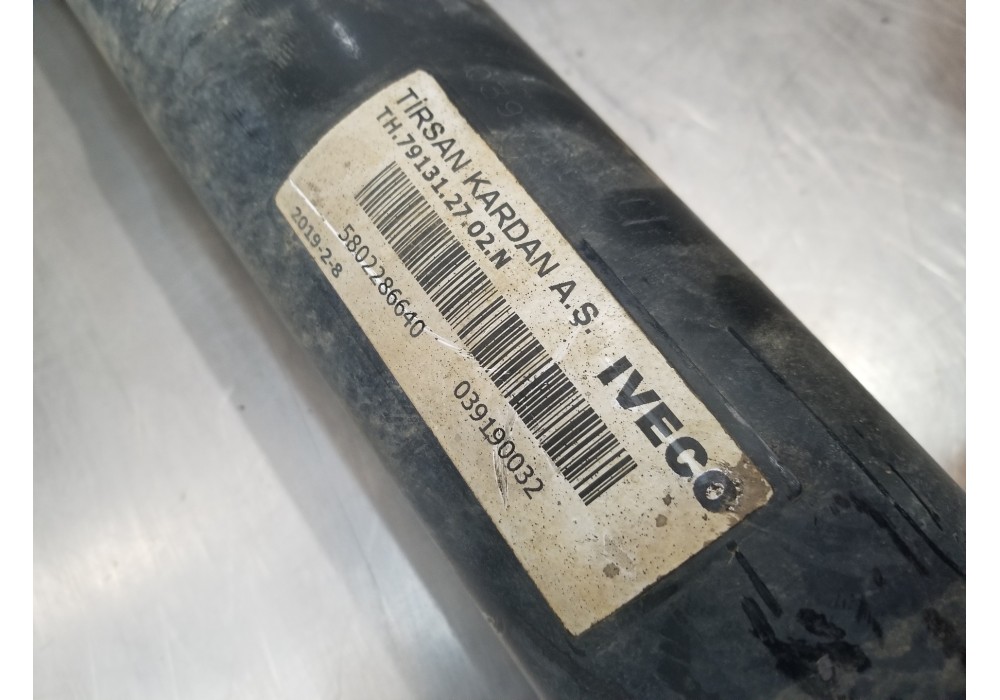 TİRSAN KARDAN A.Ş. IVECO
TH.79131.27.02.N
5802286640 039190032
2019-2-8